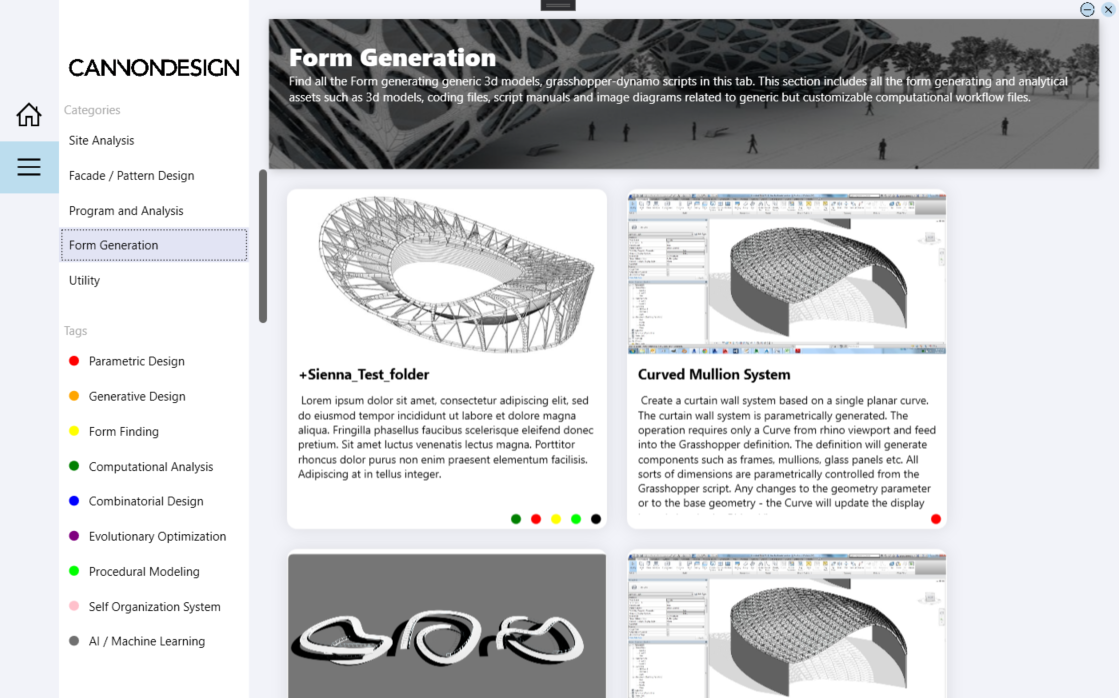 CANNONDESIGN
Categories
Site Analysis
Facade / Pattern Design
Program and Analysis
Form Generation
Utility
Tags
Parametric Design
Generative Design
Form Finding
Computational Analysis
Combinatorial Design
Evolutionary Optimization
Procedural Modeling
Self Organization System
AI / Machine Learning
Form Generation
Find all the Form generating generic 3d models, grasshopper-dynamo scripts in this tab. This section includes all the form generating and analytical
assets such as 3d models, coding files, script manuals and image diagrams related to generic but customizable computational workflow files.
+Sienna_Test_folder
Lorem ipsum dolor sit amet, consectetur adipiscing elit, sed
do eiusmod tempor incididunt ut labore et dolore magna
aliqua. Fringilla phasellus faucibus scelerisque eleifend donec
pretium. Sit amet luctus venenatis lectus magna. Porttitor
rhoncus dolor purus non enim praesent elementum facilisis.
Adipiscing at in tellus integer.
Curved Mullion System
Create a curtain wall system based on a single planar curve.
The curtain wall system is parametrically generated. The
operation requires only a Curve from rhino viewport and feed
into the Grasshopper definition. The definition will generate
components such as frames, mullions, glass panels etc. All
sorts of dimensions are parametrically controlled from the
Grasshopper script. Any changes to the geometry parameter
or to the base geometry - the Curve will update the display